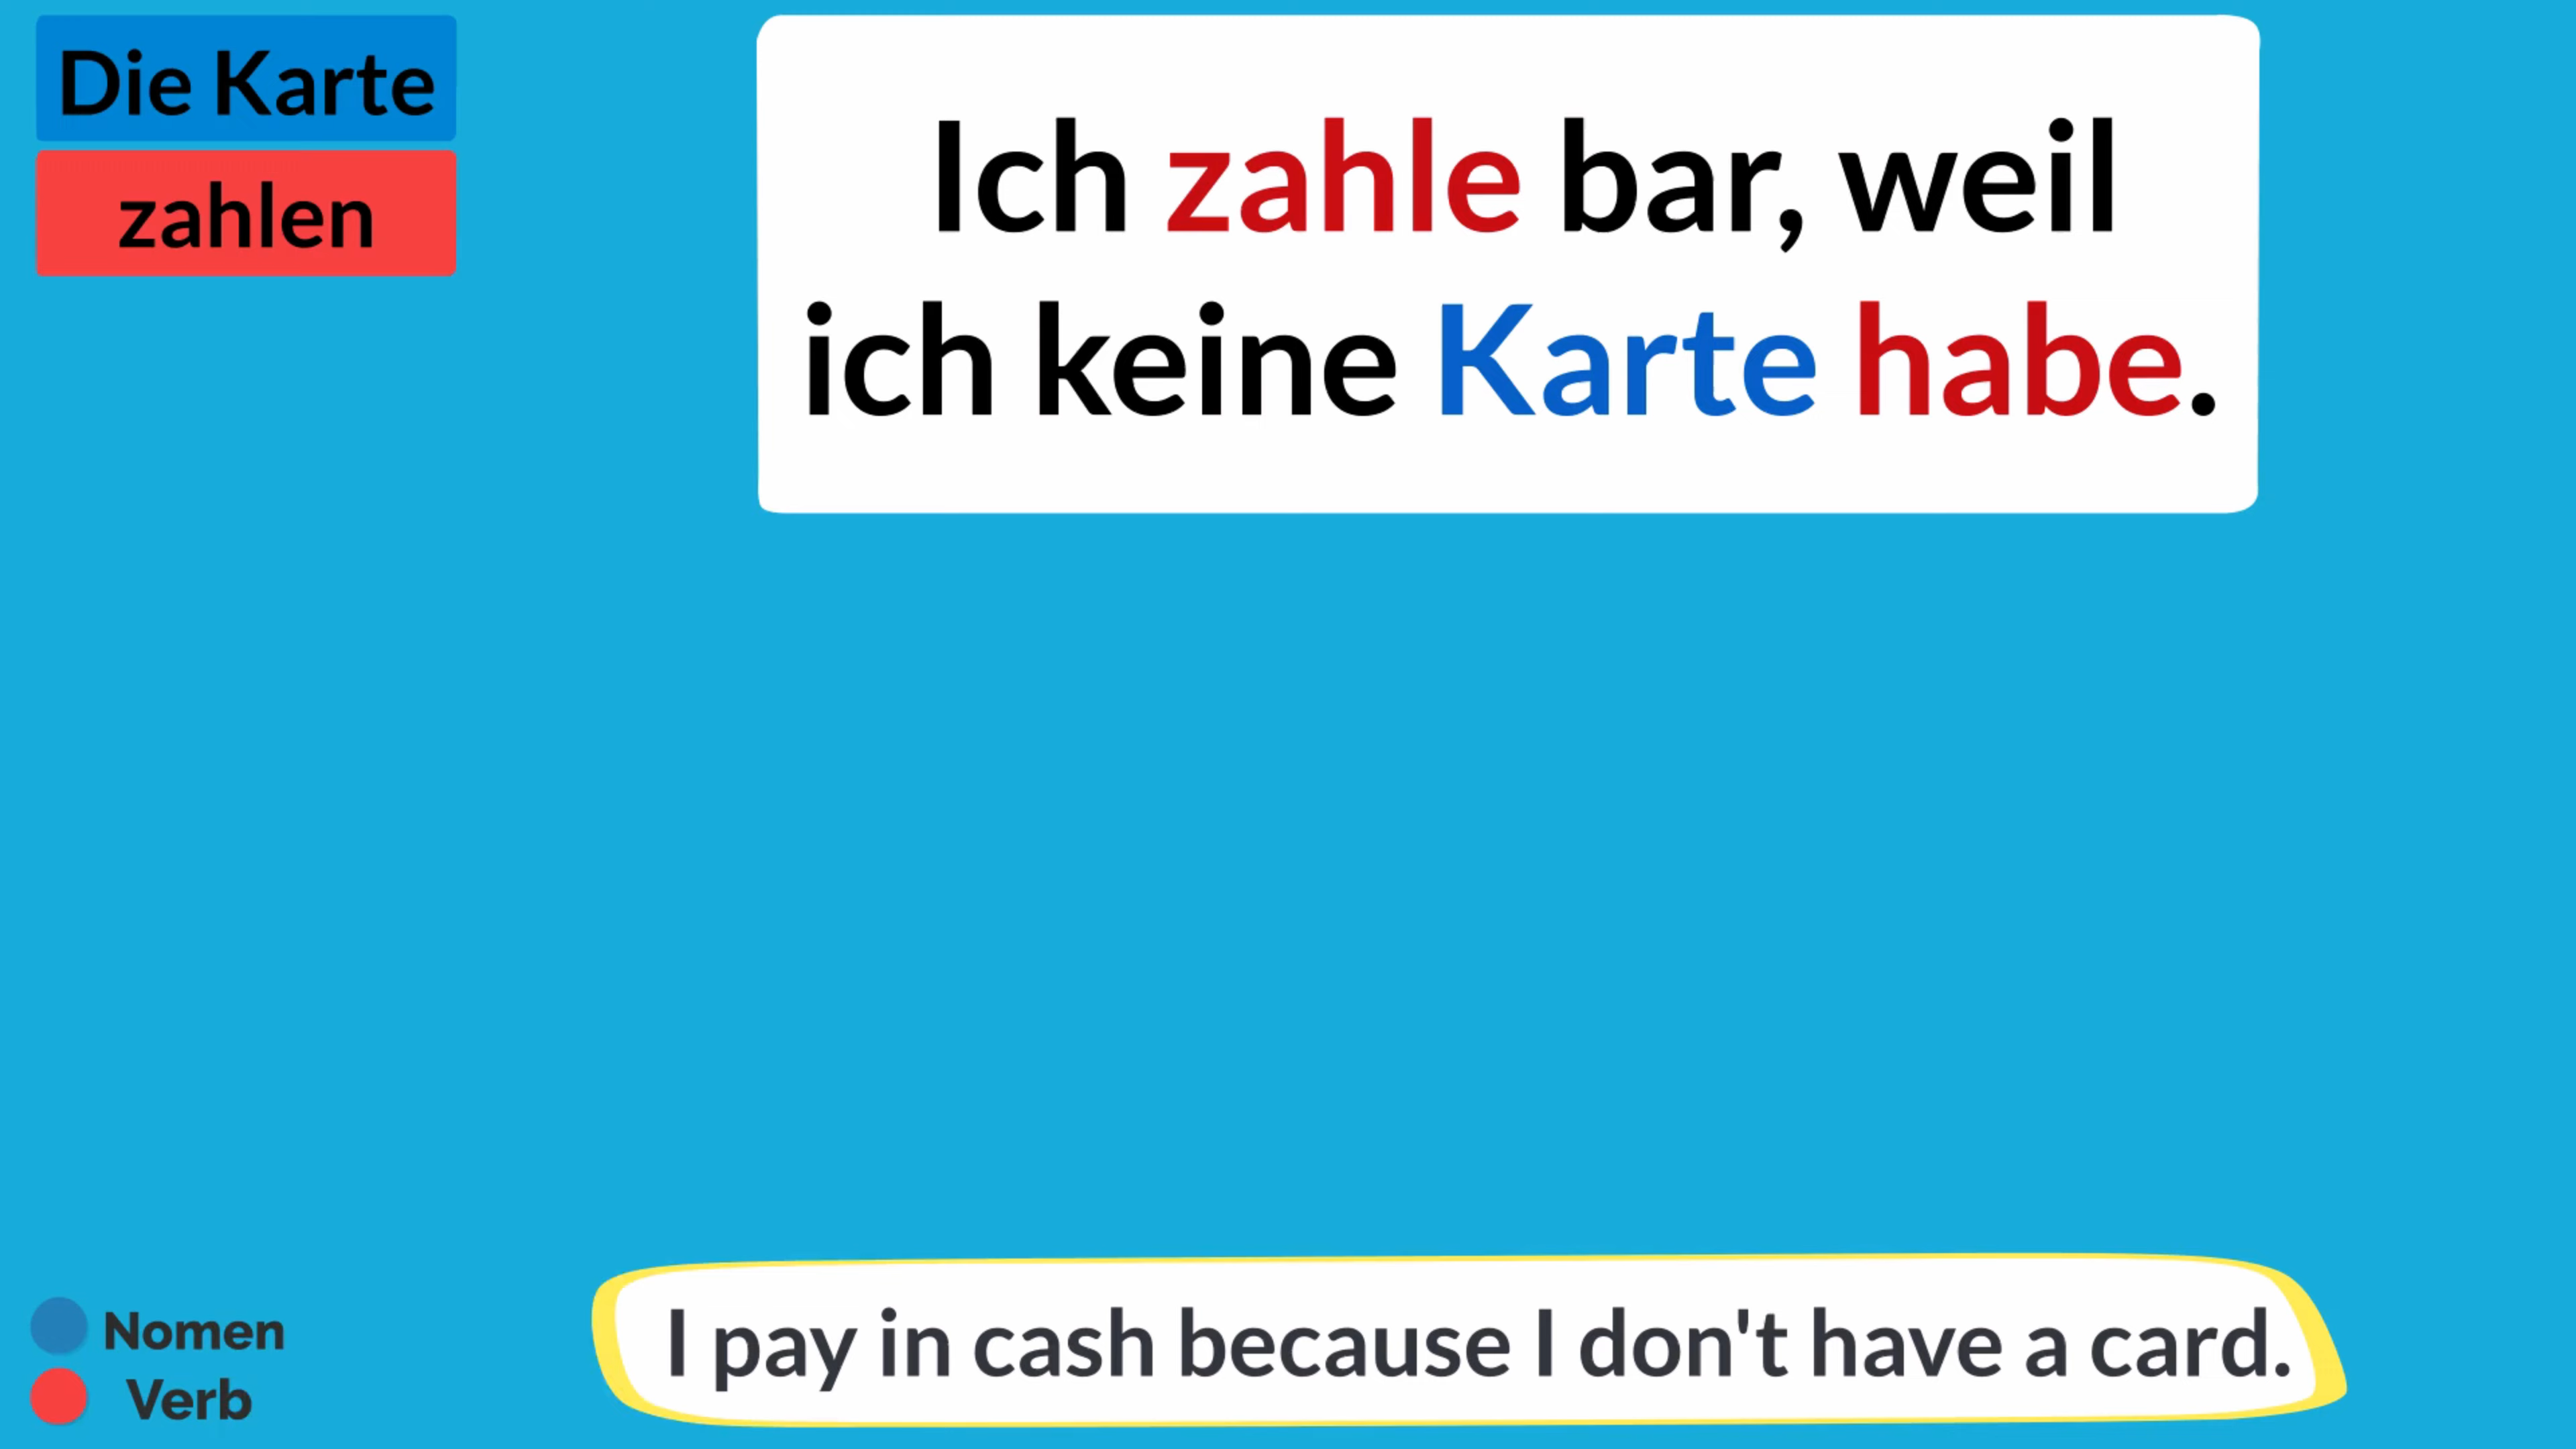 Die Karte
zahlen
Ich zahle bar, weil
ich keine Karte habe.
I pay in cash because I don't have a card.
Nomen
Verb